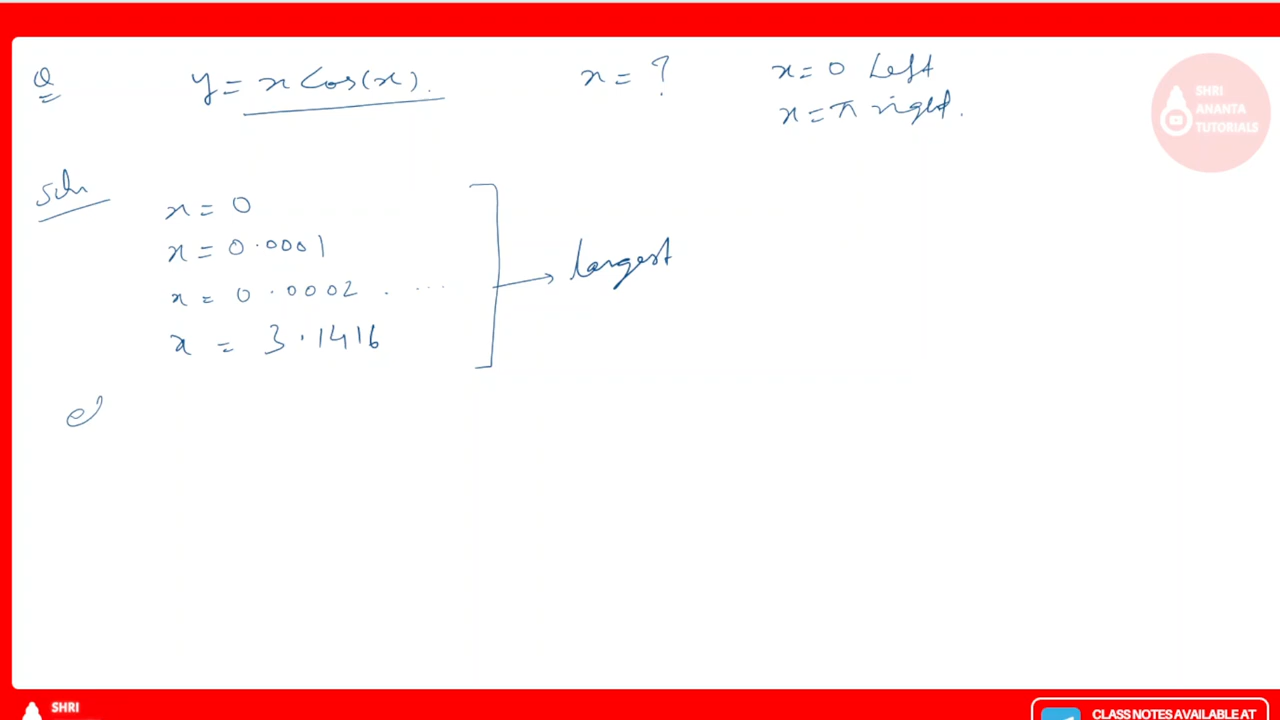 Q y = x Cos(x). x = ? x = 0 Left
x = π right.
SHRI
ANANTA
TUTORIALS
Soln
x = 0
x = 0.0001
x = 0.0002 . ...
x = 3.1416
largest
SHRI
CLASS NOTES AVAILABLE AT